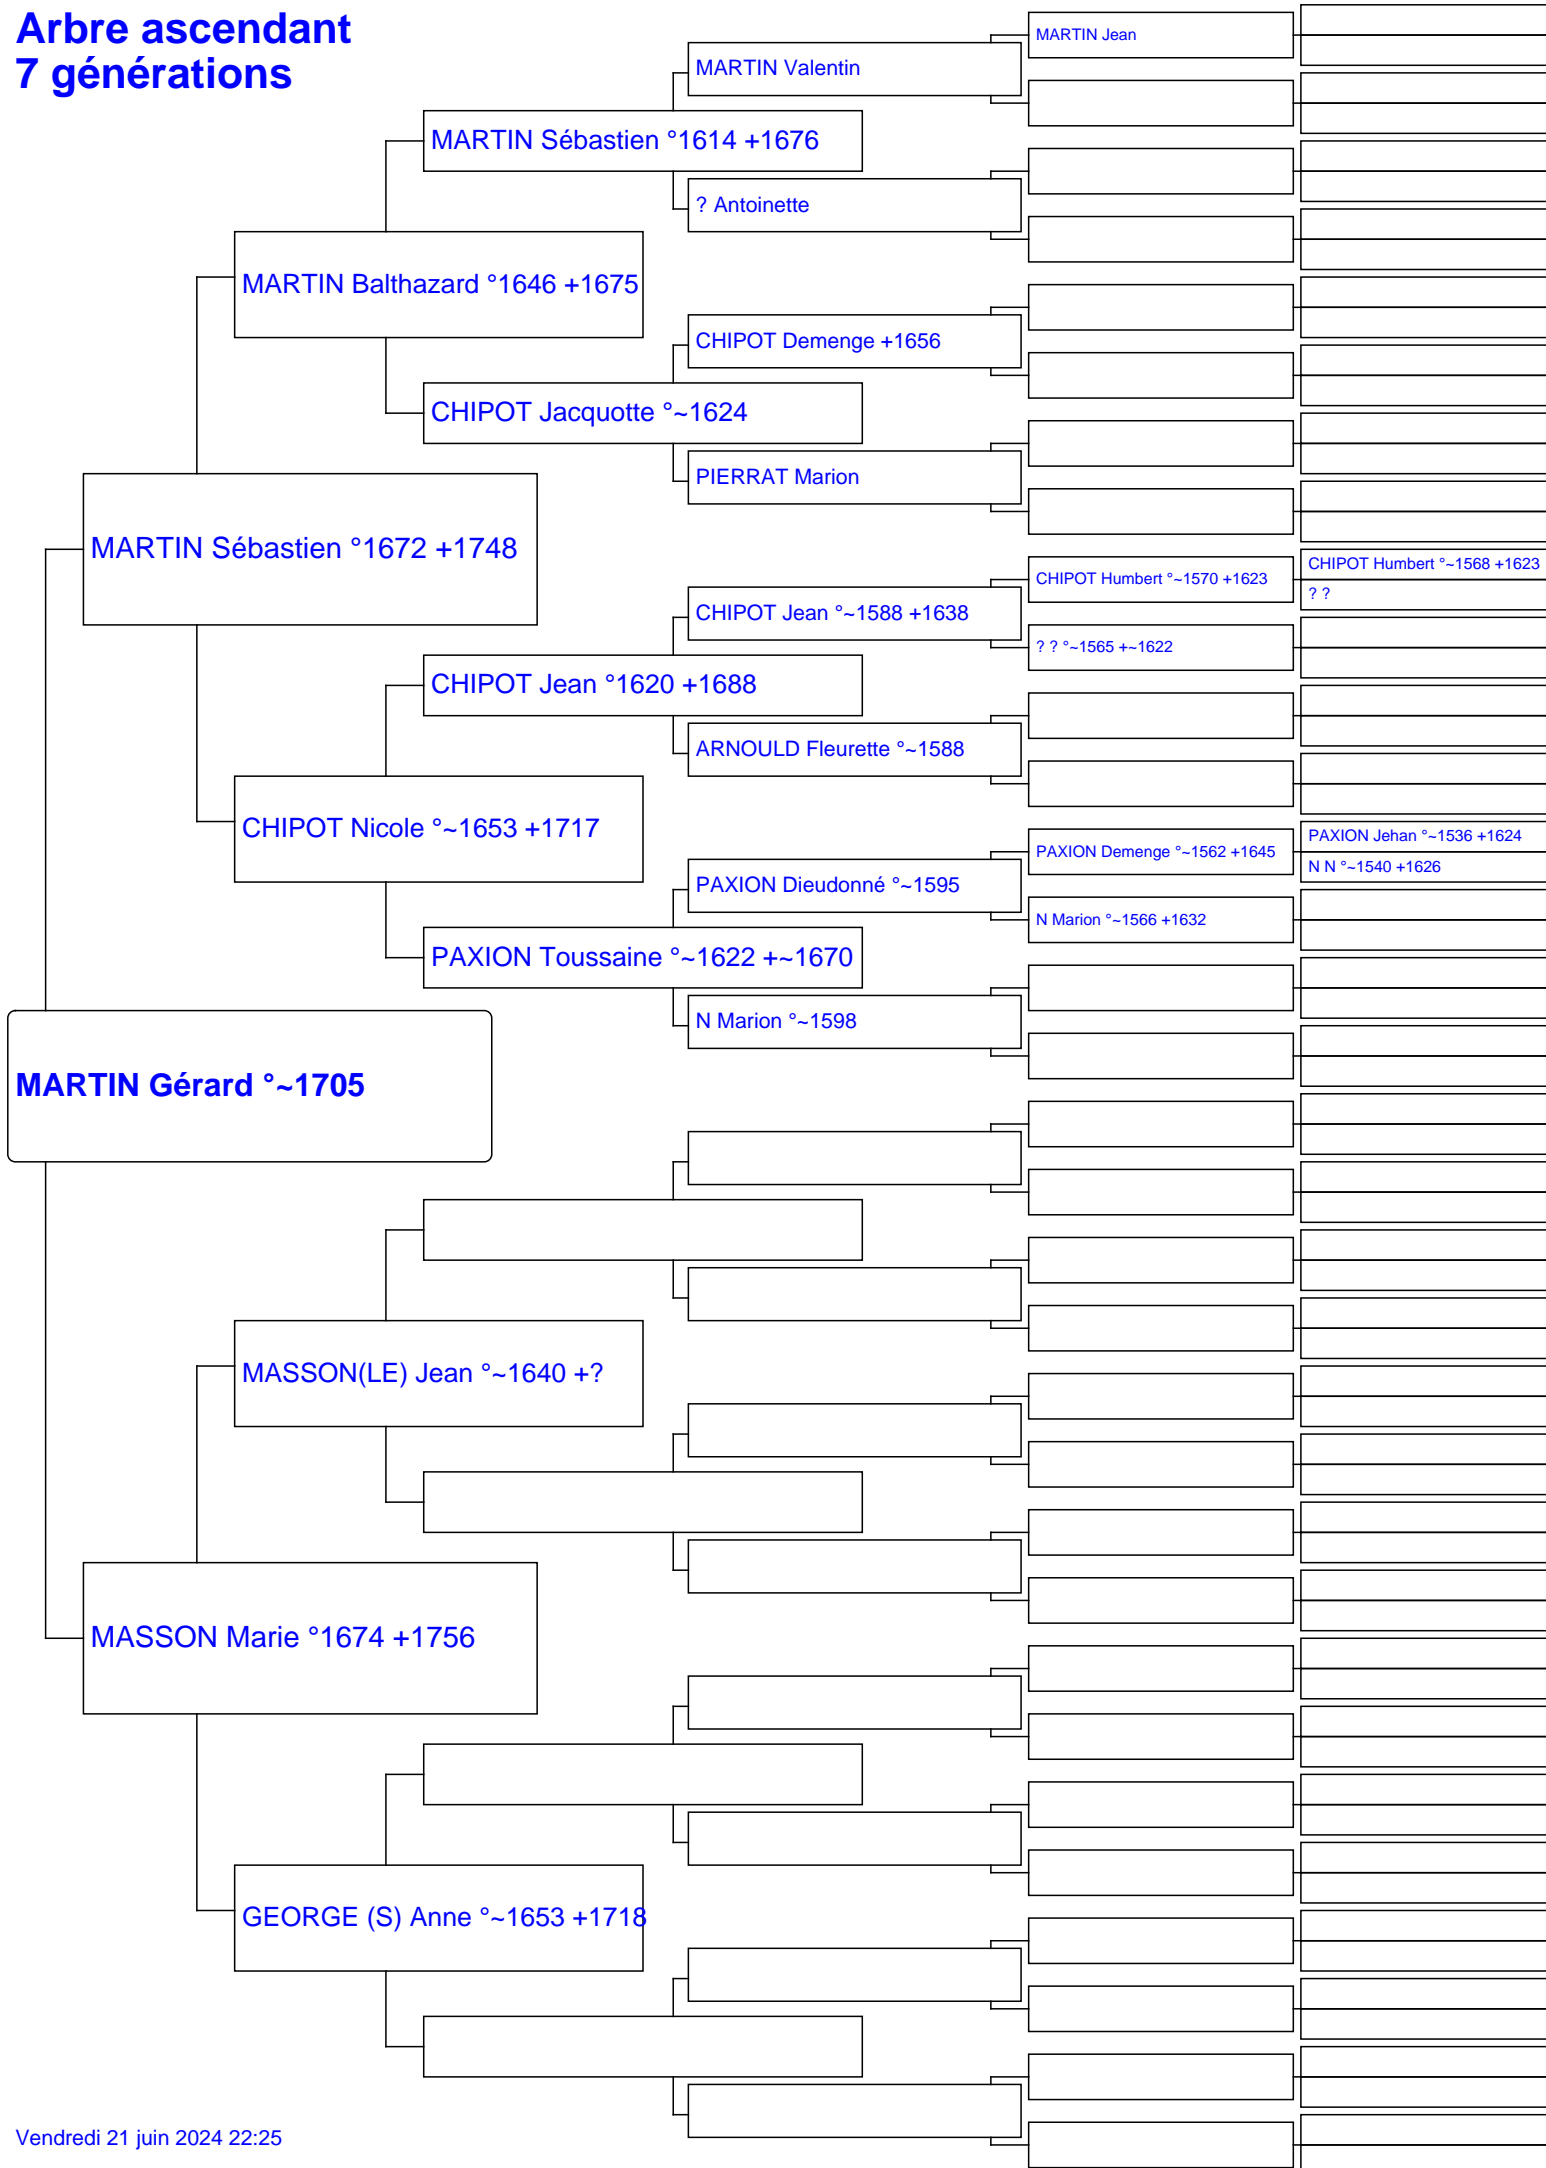 Arbre ascendant
7 générations
MARTIN Jean
MARTIN Valentin
MARTIN Sébastien °1614 +1676
? Antoinette
MARTIN Balthazard °1646 +1675
CHIPOT Demenge +1656
CHIPOT Jacquotte °~1624
PIERRAT Marion
MARTIN Sébastien °1672 +1748
CHIPOT Humbert °~1568 +1623
CHIPOT Humbert °~1570 +1623
? ?
CHIPOT Jean °~1588 +1638
? ? °~1565 +~1622
CHIPOT Jean °1620 +1688
ARNOULD Fleurette °~1588
CHIPOT Nicole °~1653 +1717
PAXION Jehan °~1536 +1624
PAXION Demenge °~1562 +1645
N N °~1540 +1626
PAXION Dieudonné °~1595
N Marion °~1566 +1632
PAXION Toussaine °~1622 +~1670
N Marion °~1598
MARTIN Gérard °~1705
MASSON(LE) Jean °~1640 +?
MASSON Marie °1674 +1756
GEORGE (S) Anne °~1653 +1718
Vendredi 21 juin 2024 22:25